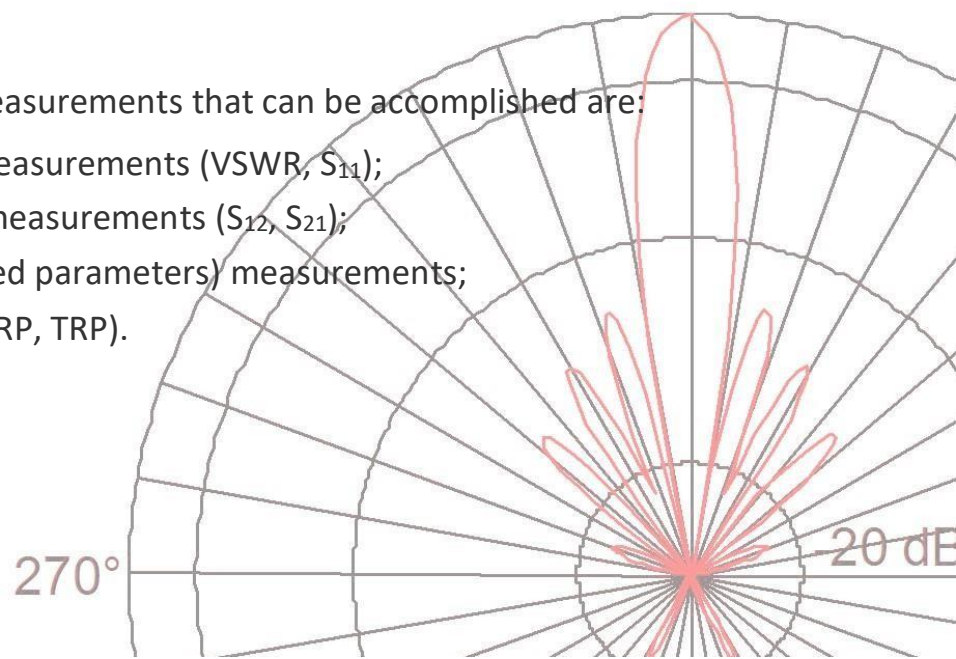 easurements that can be accomplished are:
easurements (VSWR, S₁₁);
measurements (S₁₂, S₂₁);
ed parameters) measurements;
RP, TRP).
-20 dB
270°